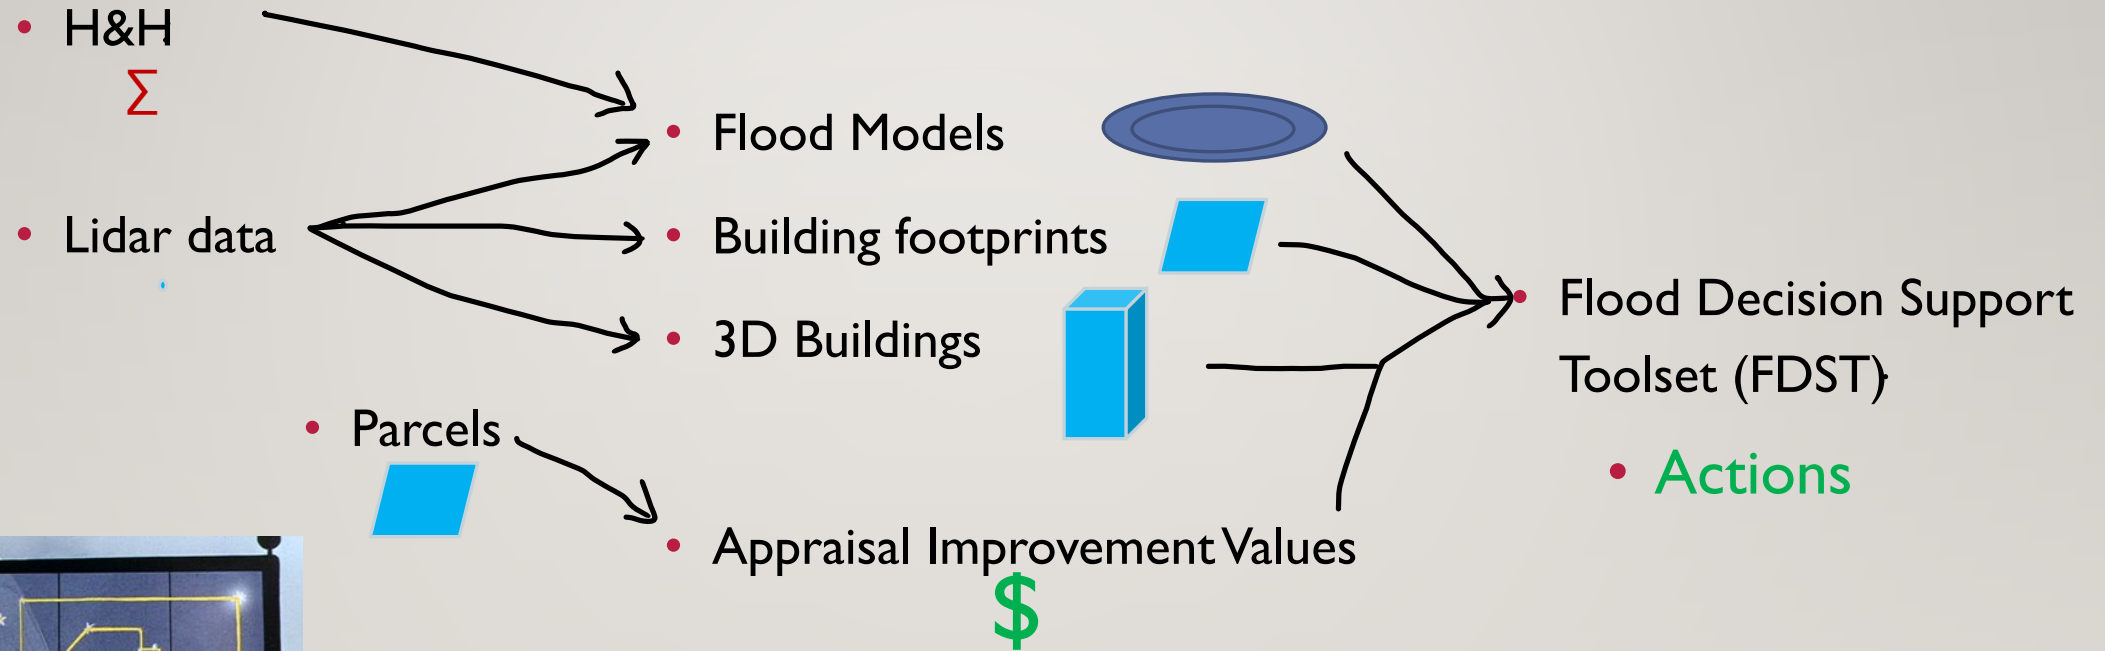 H&H
Σ
Flood Models
Lidar data
Building footprints
Flood Decision Support
Toolset (FDST)
3D Buildings
Parcels
Actions
Appraisal Improvement Values
$